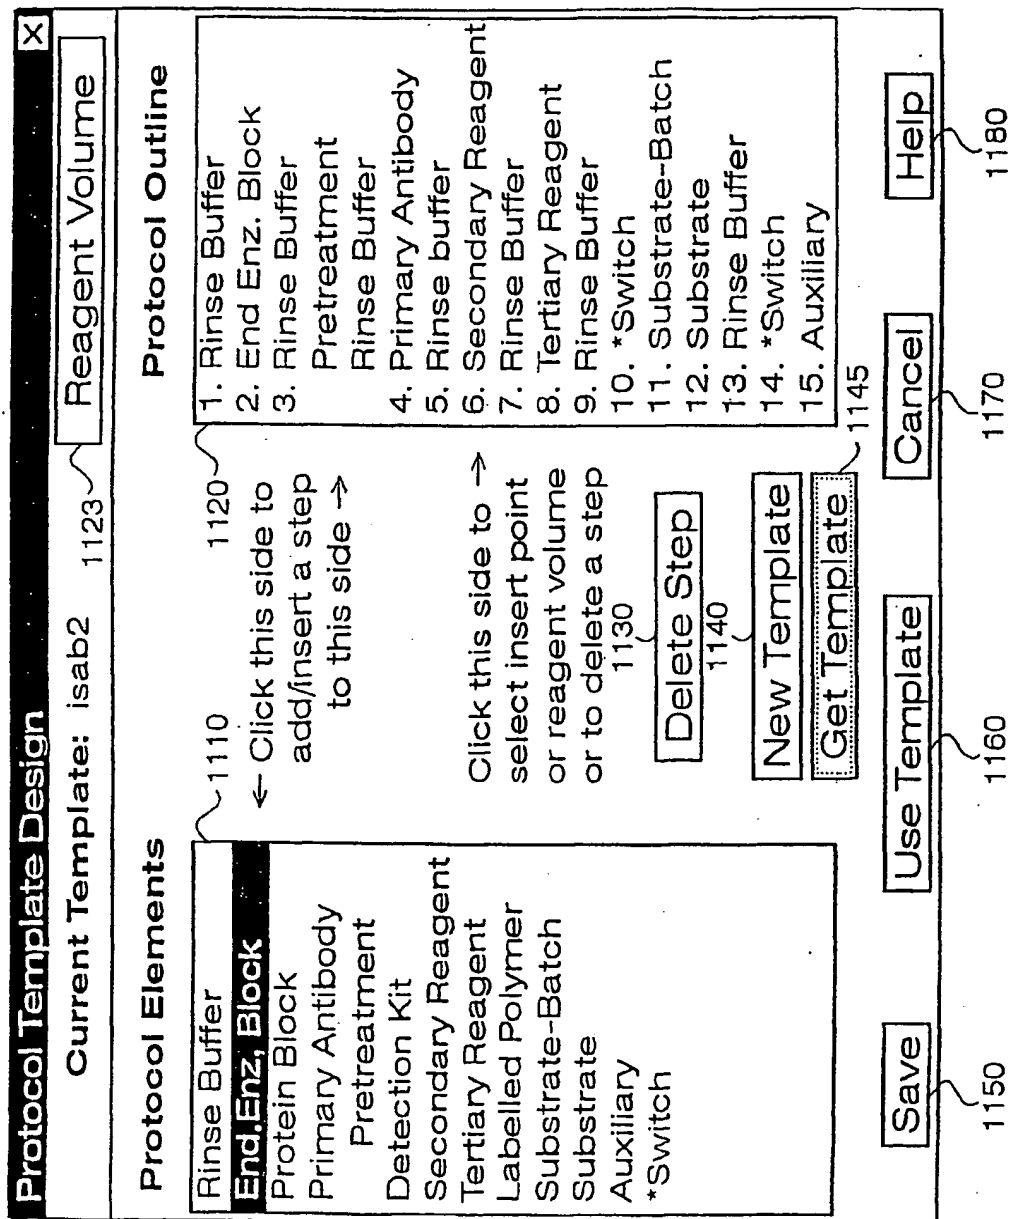 Protocol Template Design X
Current Template: isab2 1123 Reagent Volume
Protocol Elements
Rinse Buffer
End.Enz, Block
Protein Block
Primary Antibody
Pretreatment
Detection Kit
Secondary Reagent
Tertiary Reagent
Labelled Polymer
Substrate-Batch
Substrate
Auxiliary
*Switch
1110
← Click this side to
add/insert a step
to this side →
Click this side to →
select insert point
or reagent volume
or to delete a step
1130
Delete Step
1140
New Template
Get Template
1145
Protocol Outline
1120
1. Rinse Buffer
2. End Enz. Block
3. Rinse Buffer
Pretreatment
Rinse Buffer
4. Primary Antibody
5. Rinse buffer
6. Secondary Reagent
7. Rinse Buffer
8. Tertiary Reagent
9. Rinse Buffer
10. *Switch
11. Substrate-Batch
12. Substrate
13. Rinse Buffer
14. *Switch
15. Auxiliary
Save Use Template Cancel Help
1150 1160 1170 1180